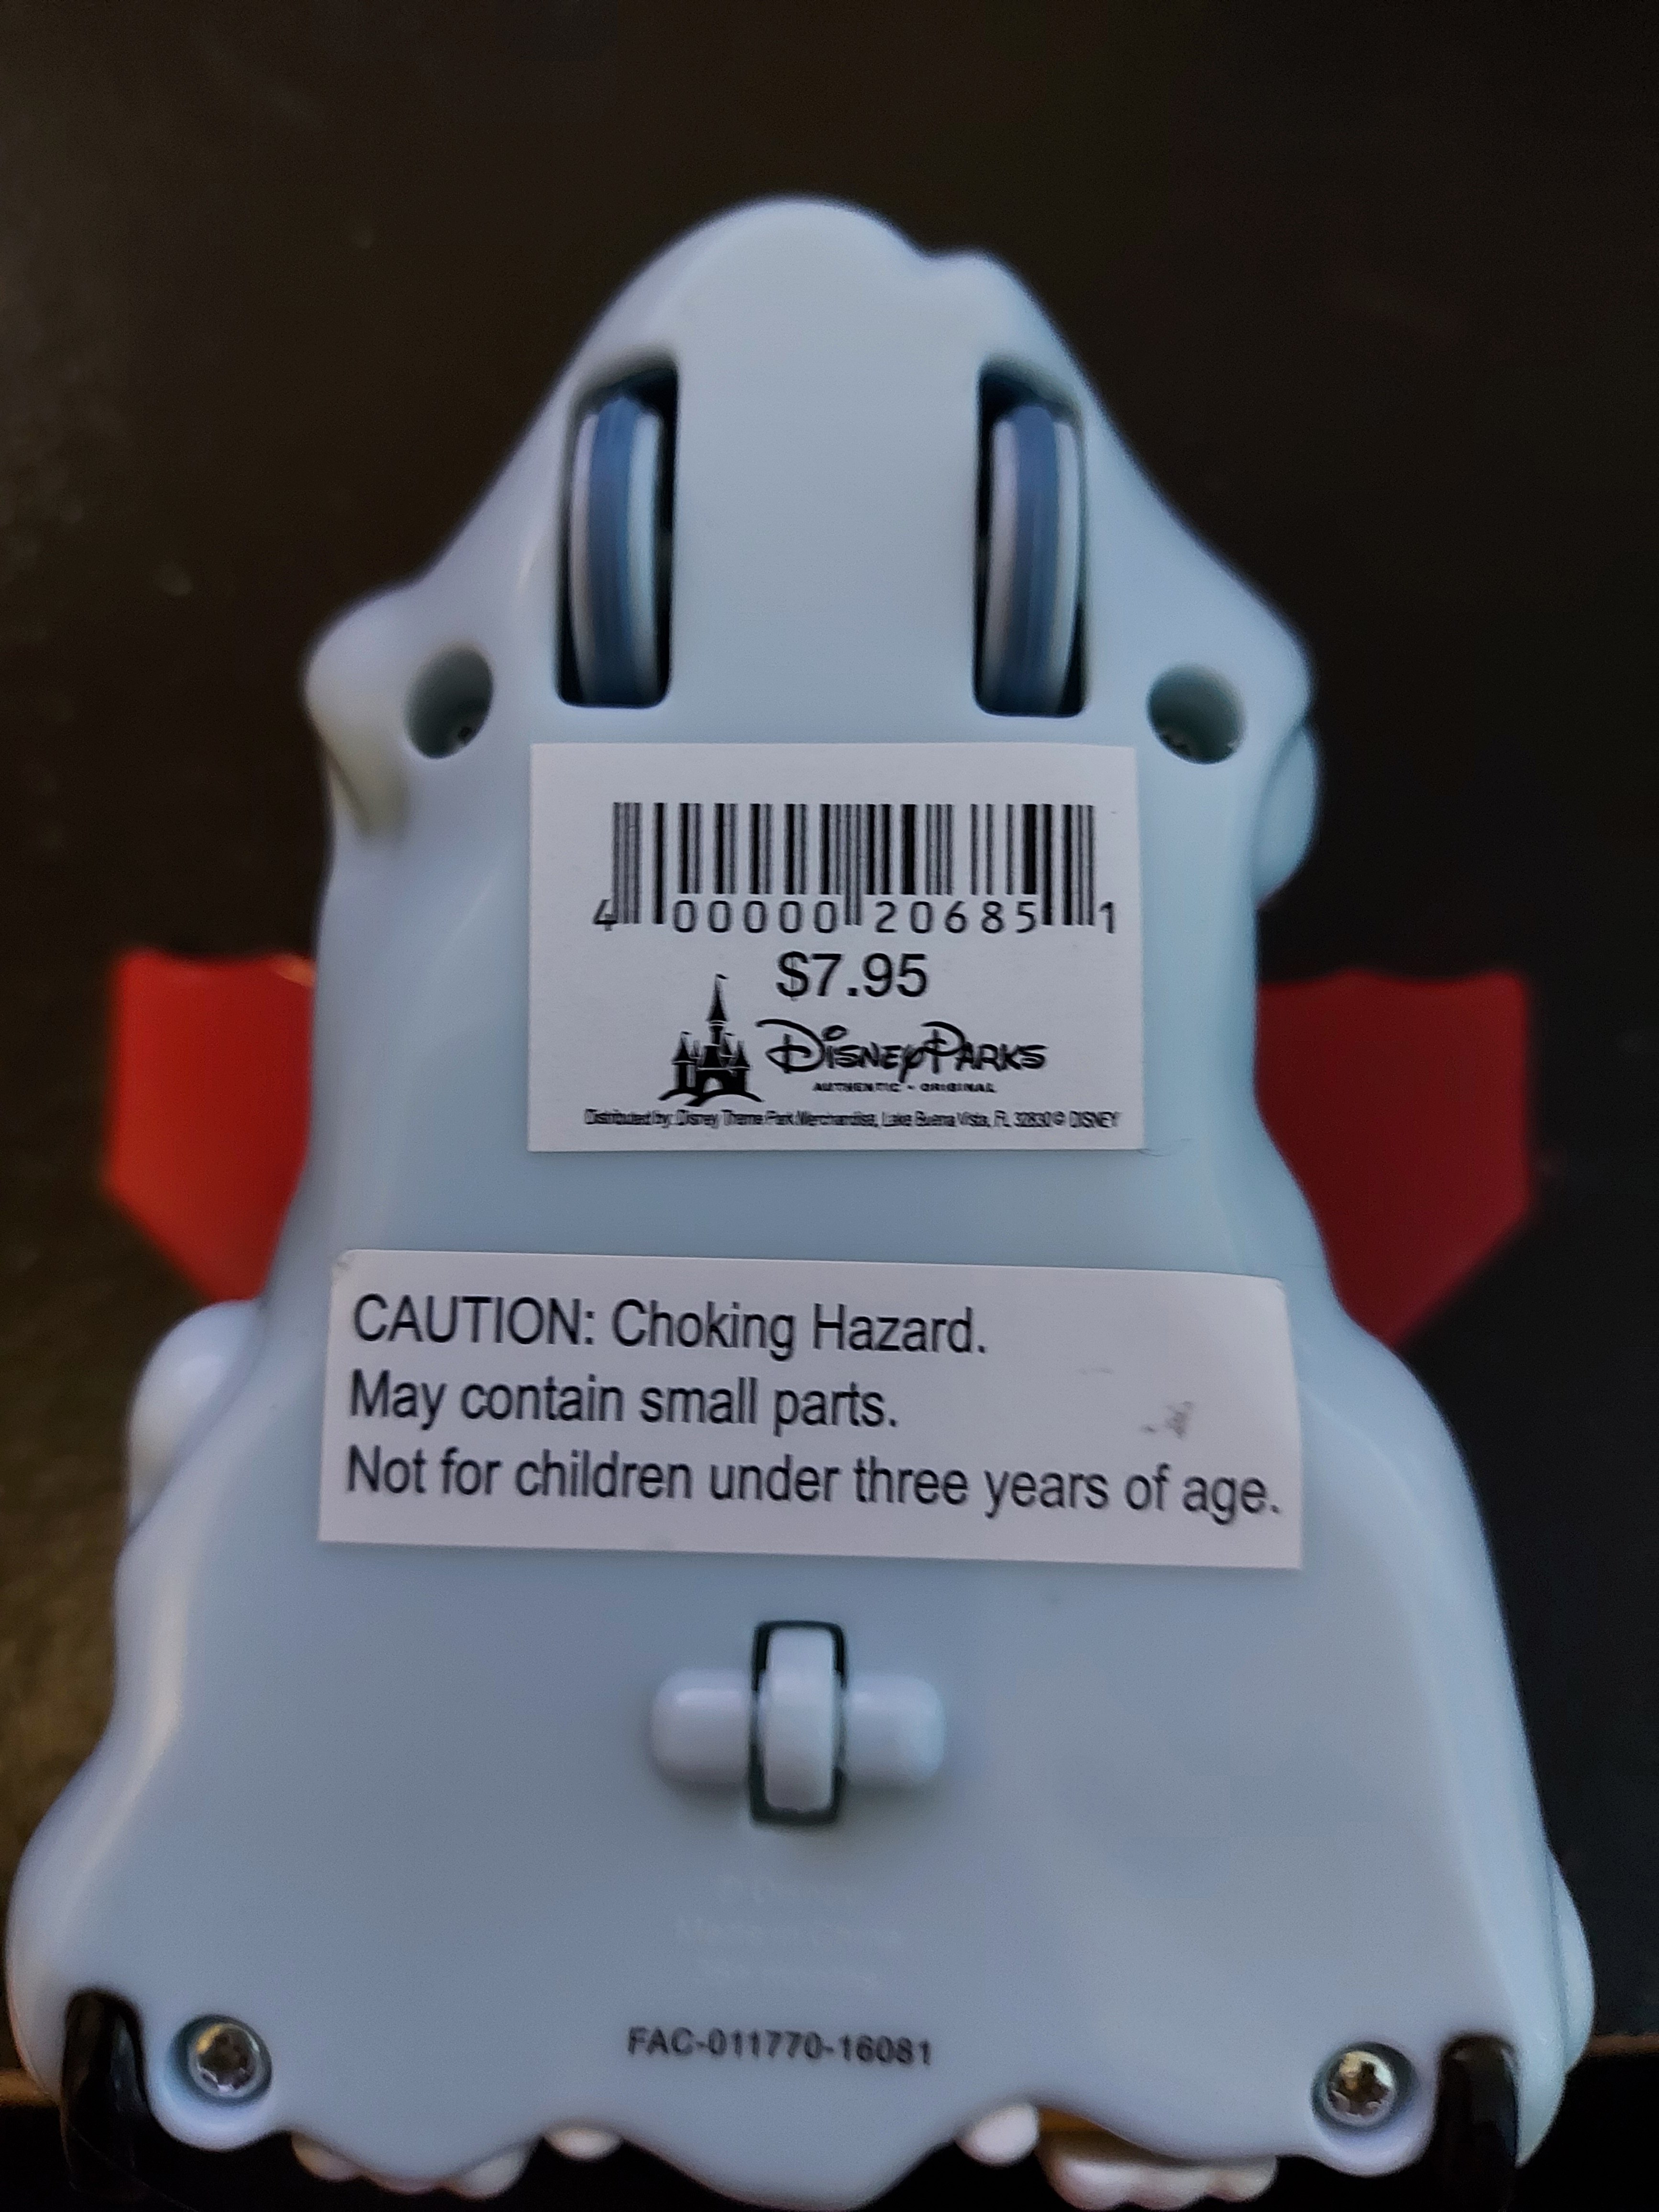 4 00000 20685 1
$7.95
Disney Parks
AUTHENTIC • ORIGINAL
Distributed by: Disney Theme Park Merchandise, Lake Buena Vista, FL 32830 © DISNEY
CAUTION: Choking Hazard.
May contain small parts.
Not for children under three years of age.
FAC-011770-16081